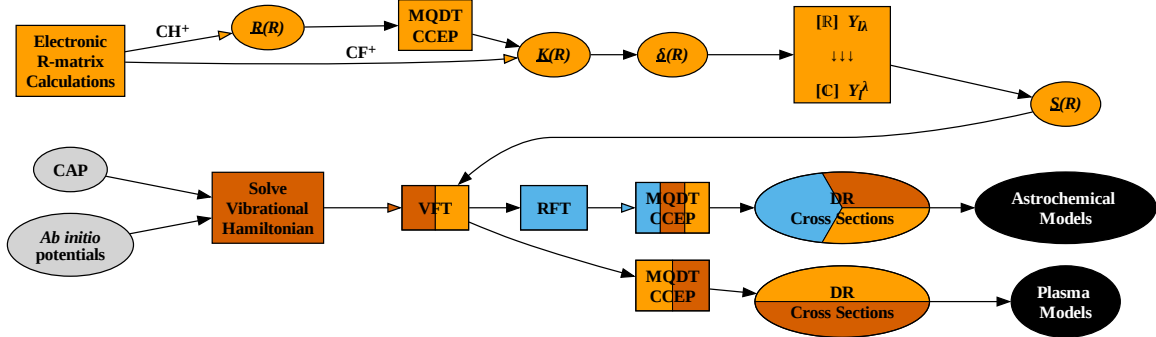 Electronic
R-matrix
Calculations
CH⁺
CF⁺
R(R)
MQDT
CCEP
K(R)
δ(R)
[ℝ] Y_lλ
↓↓↓
[ℂ] Y_l^λ
S(R)
CAP
Ab initio
potentials
Solve
Vibrational
Hamiltonian
VFT
RFT
MQDT
CCEP
DR
Cross Sections
Astrochemical
Models
MQDT
CCEP
DR
Cross Sections
Plasma
Models